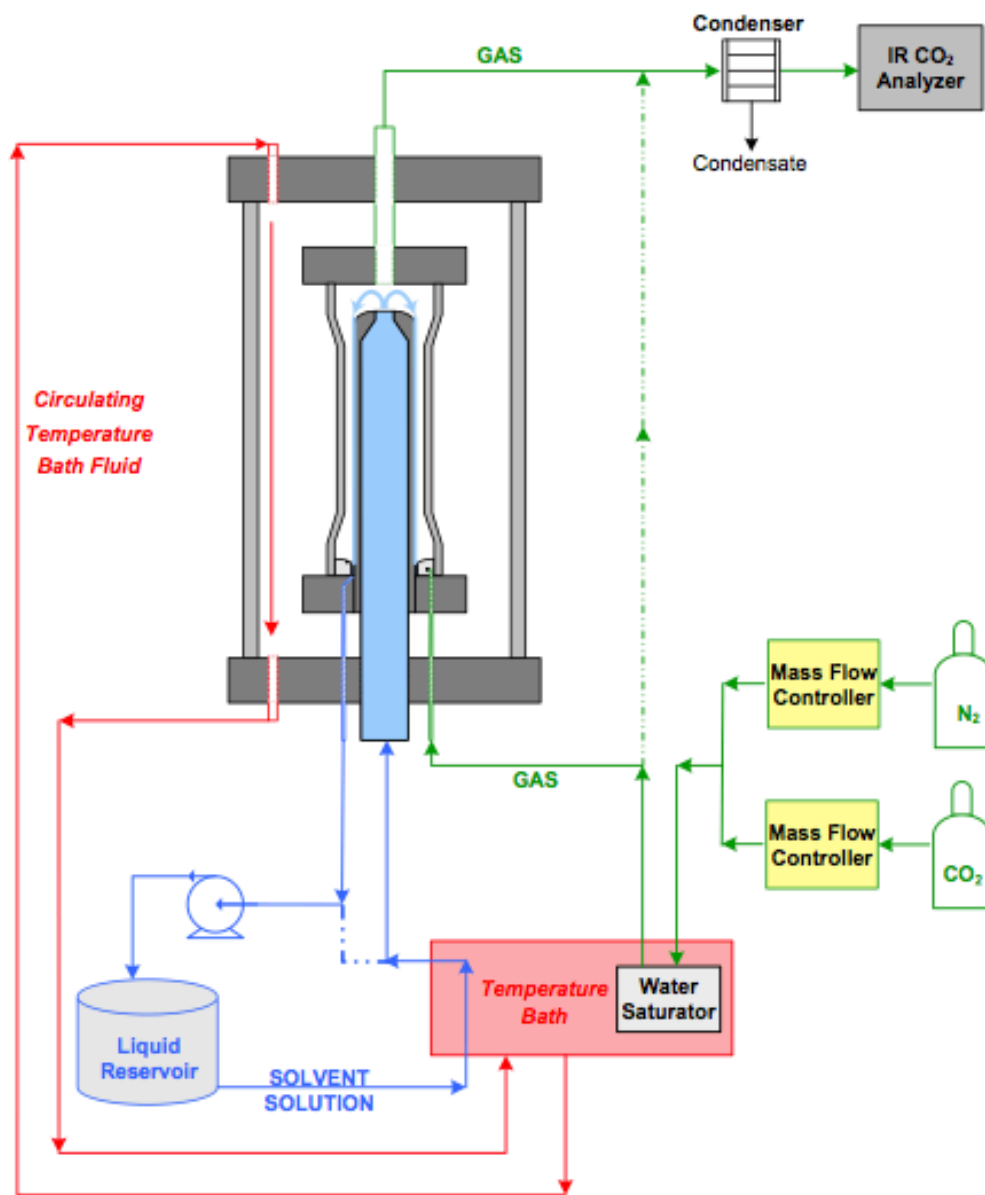 Condenser
GAS
IR CO₂
Analyzer
Condensate
Circulating
Temperature
Bath Fluid
Mass Flow
Controller
N₂
GAS
Mass Flow
Controller
CO₂
Temperature
Bath
Water
Saturator
Liquid
Reservoir
SOLVENT
SOLUTION